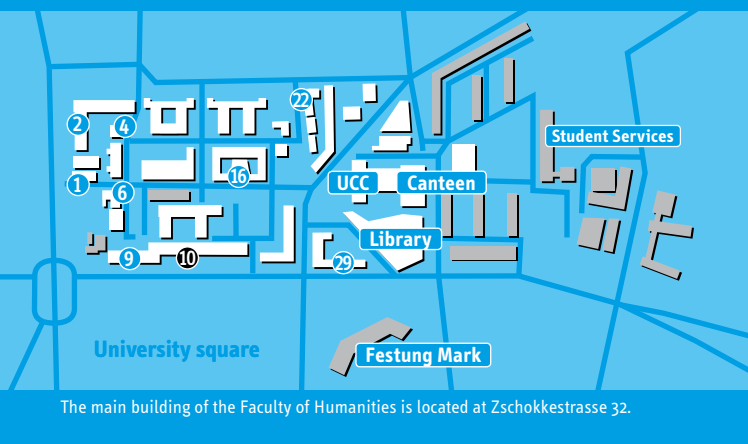 22
2
4
Student Services
16
1
UCC
Canteen
6
Library
9
10
29
University square
Festung Mark
The main building of the Faculty of Humanities is located at Zschokkestrasse 32.